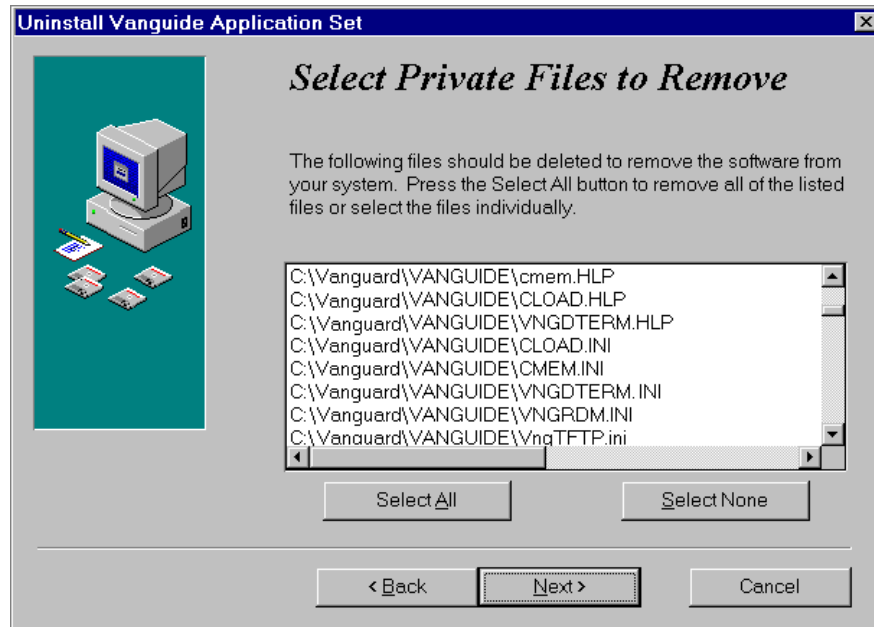 Uninstall Vanguide Application Set
Select Private Files to Remove
The following files should be deleted to remove the software from
your system. Press the Select All button to remove all of the listed
files or select the files individually.
C:\Vanguard\VANGUIDE\cmem.HLP
C:\Vanguard\VANGUIDE\CLOAD.HLP
C:\Vanguard\VANGUIDE\VNGDTERM.HLP
C:\Vanguard\VANGUIDE\CLOAD.INI
C:\Vanguard\VANGUIDE\CMEM.INI
C:\Vanguard\VANGUIDE\VNGDTERM.INI
C:\Vanguard\VANGUIDE\VNGRDM.INI
C:\Vanguard\VANGUIDE\VngTFTP.ini
Select All
Select None
< Back
Next >
Cancel